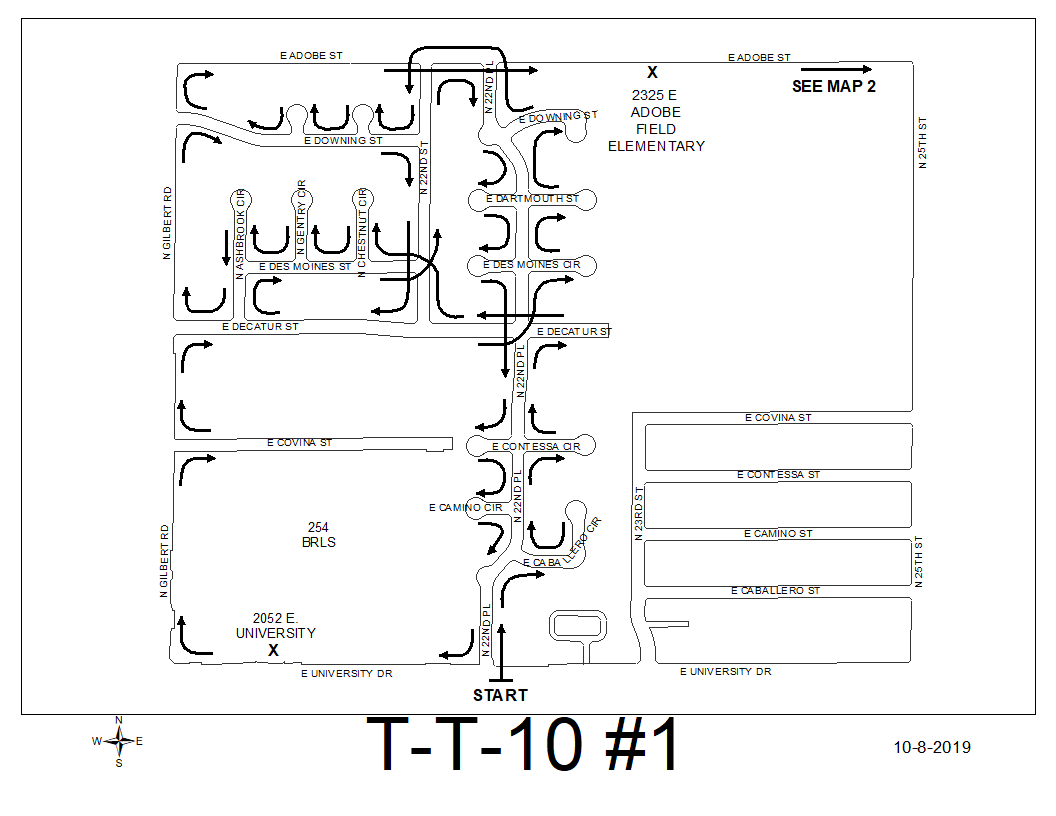 E ADOBE ST
E ADOBE ST
SEE MAP 2
X
2325 E
ADOBE
FIELD
ELEMENTARY
N 22ND PL
E DOWNING ST
E DOWNING ST
N 22ND ST
N 25TH ST
N GILBERT RD
N ASHBROOK CIR
N GENTRY CIR
N CHESTNUT CIR
E DARTMOUTH ST
E DES MOINES ST
E DES MOINES CIR
E DECATUR ST
E DECATUR ST
N 22ND PL
E COVINA ST
E COVINA ST
E CONTESSA CIR
E CONTESSA ST
N 22ND PL
E CAMINO CIR
N 23RD ST
E CAMINO ST
254
BRLS
N GILBERT RD
N 25TH ST
E CABALLERO CIR
E CABALLERO ST
2052 E.
UNIVERSITY
X
N 22ND PL
E UNIVERSITY DR
E UNIVERSITY DR
START
T-T-10 #1
N
W E
S
10-8-2019